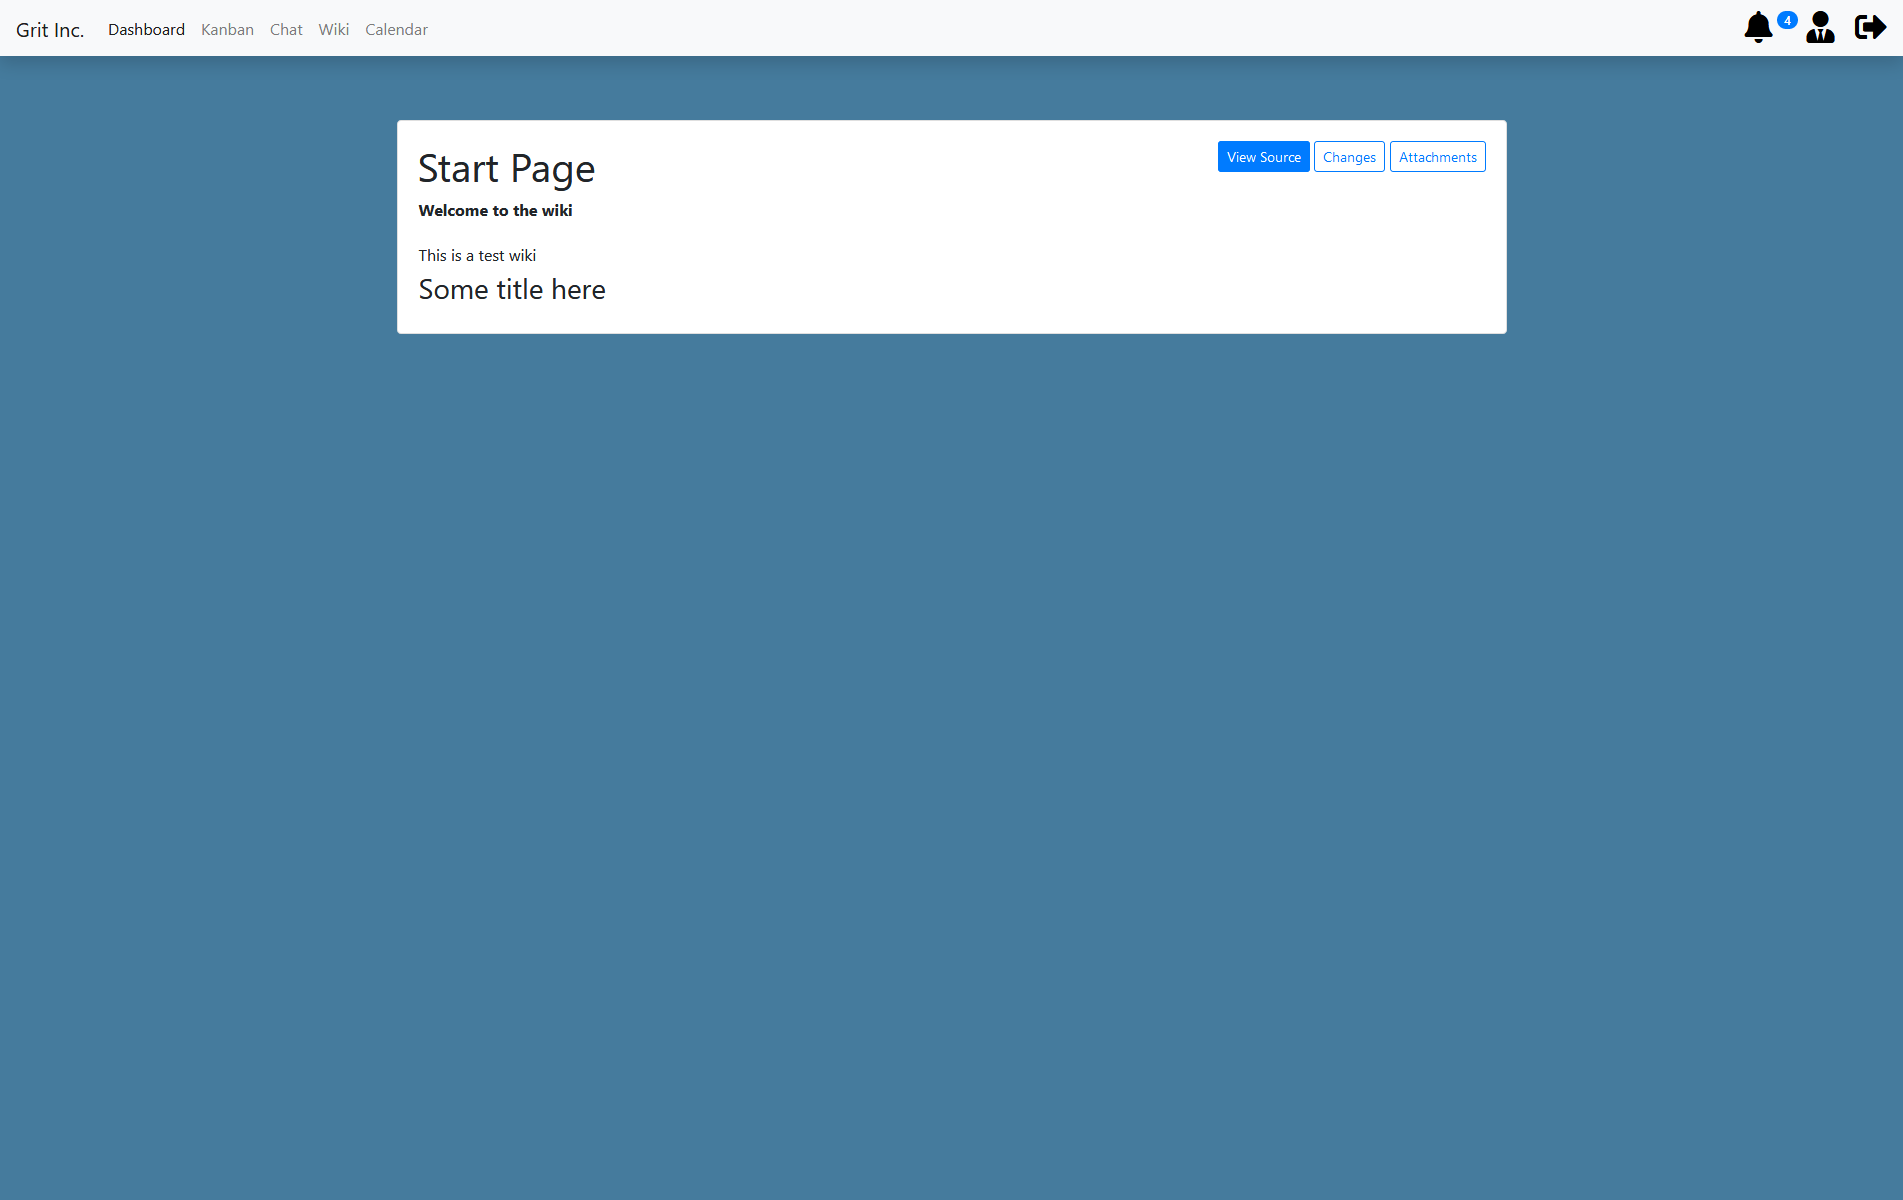 Grit Inc. Dashboard Kanban Chat Wiki Calendar 4
Start Page
View Source Changes Attachments
Welcome to the wiki
This is a test wiki
Some title here